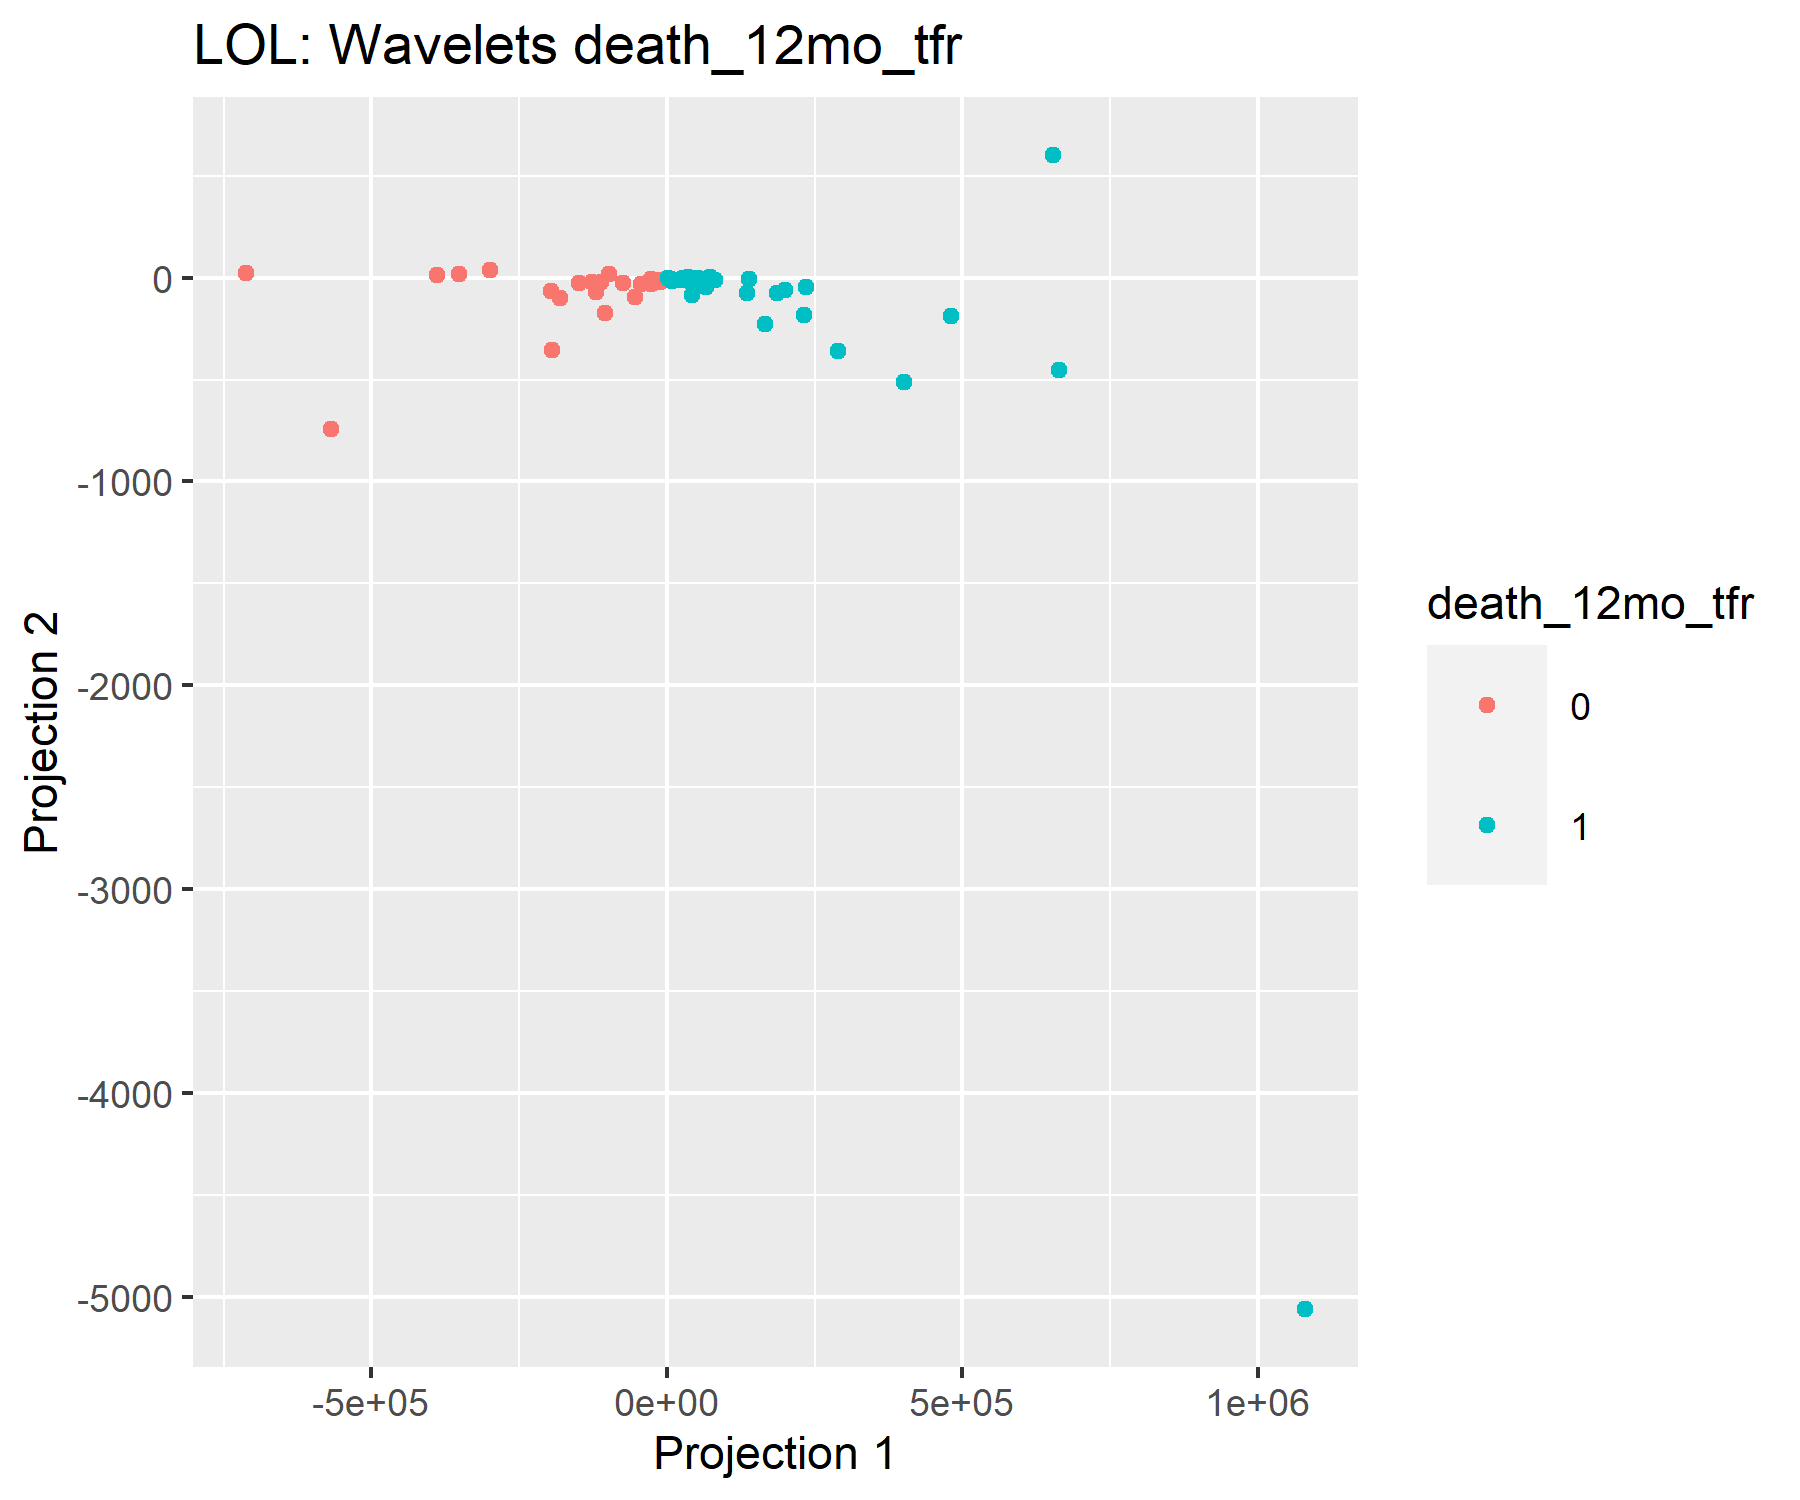 LOL: Wavelets death_12mo_tfr
0
-1000
-2000
-3000
-4000
-5000
Projection 2
-5e+05
0e+00
5e+05
1e+06
Projection 1
death_12mo_tfr
0
1